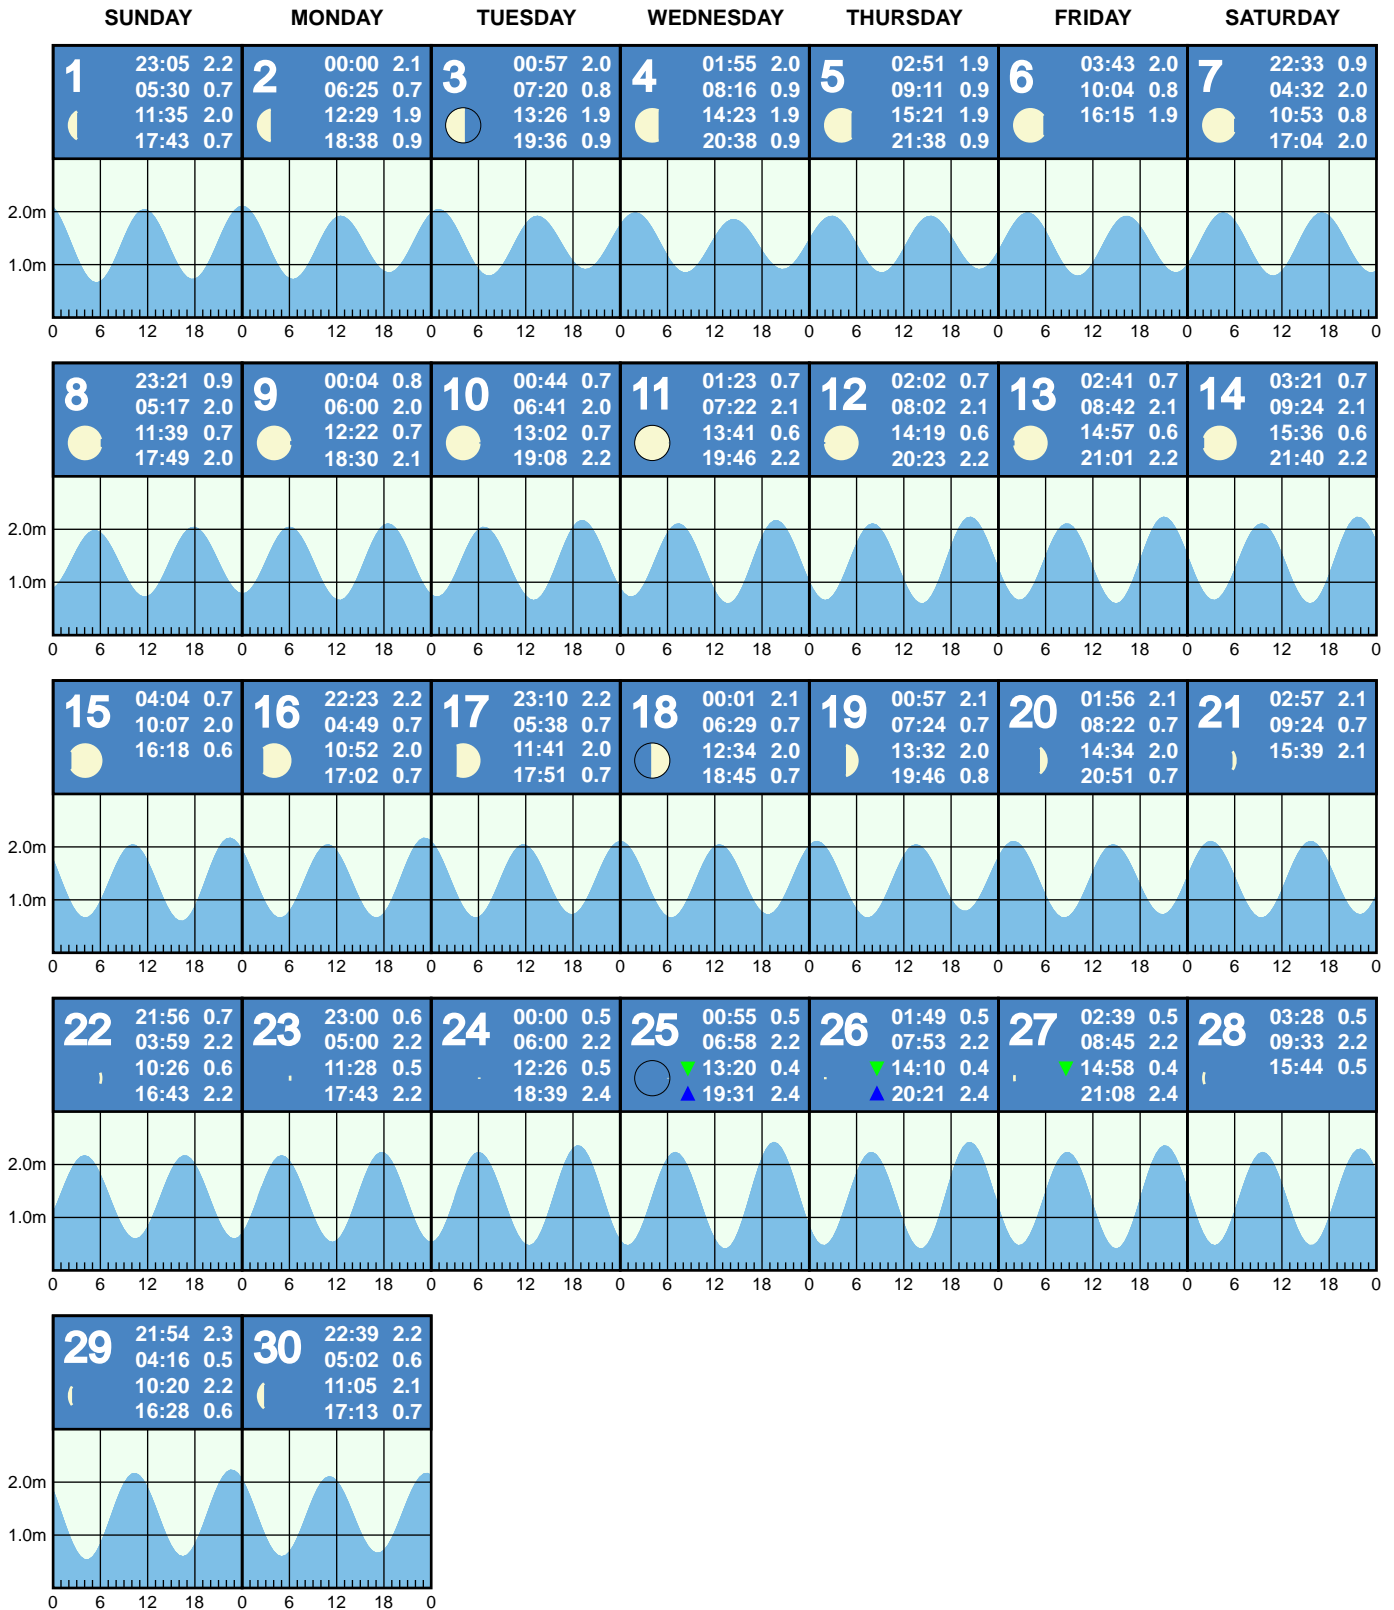 SUNDAY MONDAY TUESDAY WEDNESDAY THURSDAY FRIDAY SATURDAY
1 23:05 2.2 05:30 0.7 11:35 2.0 17:43 0.7
2 00:00 2.1 06:25 0.7 12:29 1.9 18:38 0.9
3 00:57 2.0 07:20 0.8 13:26 1.9 19:36 0.9
4 01:55 2.0 08:16 0.9 14:23 1.9 20:38 0.9
5 02:51 1.9 09:11 0.9 15:21 1.9 21:38 0.9
6 03:43 2.0 10:04 0.8 16:15 1.9
7 22:33 0.9 04:32 2.0 10:53 0.8 17:04 2.0
2.0m
1.0m
0 6 12 18 0 6 12 18 0 6 12 18 0 6 12 18 0 6 12 18 0 6 12 18 0 6 12 18 0
8 23:21 0.9 05:17 2.0 11:39 0.7 17:49 2.0
9 00:04 0.8 06:00 2.0 12:22 0.7 18:30 2.1
10 00:44 0.7 06:41 2.0 13:02 0.7 19:08 2.2
11 01:23 0.7 07:22 2.1 13:41 0.6 19:46 2.2
12 02:02 0.7 08:02 2.1 14:19 0.6 20:23 2.2
13 02:41 0.7 08:42 2.1 14:57 0.6 21:01 2.2
14 03:21 0.7 09:24 2.1 15:36 0.6 21:40 2.2
2.0m
1.0m
0 6 12 18 0 6 12 18 0 6 12 18 0 6 12 18 0 6 12 18 0 6 12 18 0 6 12 18 0
15 04:04 0.7 10:07 2.0 16:18 0.6
16 22:23 2.2 04:49 0.7 10:52 2.0 17:02 0.7
17 23:10 2.2 05:38 0.7 11:41 2.0 17:51 0.7
18 00:01 2.1 06:29 0.7 12:34 2.0 18:45 0.7
19 00:57 2.1 07:24 0.7 13:32 2.0 19:46 0.8
20 01:56 2.1 08:22 0.7 14:34 2.0 20:51 0.7
21 02:57 2.1 09:24 0.7 15:39 2.1
2.0m
1.0m
0 6 12 18 0 6 12 18 0 6 12 18 0 6 12 18 0 6 12 18 0 6 12 18 0 6 12 18 0
22 21:56 0.7 03:59 2.2 10:26 0.6 16:43 2.2
23 23:00 0.6 05:00 2.2 11:28 0.5 17:43 2.2
24 00:00 0.5 06:00 2.2 12:26 0.5 18:39 2.4
25 00:55 0.5 06:58 2.2 13:20 0.4 19:31 2.4
26 01:49 0.5 07:53 2.2 14:10 0.4 20:21 2.4
27 02:39 0.5 08:45 2.2 14:58 0.4 21:08 2.4
28 03:28 0.5 09:33 2.2 15:44 0.5
2.0m
1.0m
0 6 12 18 0 6 12 18 0 6 12 18 0 6 12 18 0 6 12 18 0 6 12 18 0 6 12 18 0
29 21:54 2.3 04:16 0.5 10:20 2.2 16:28 0.6
30 22:39 2.2 05:02 0.6 11:05 2.1 17:13 0.7
2.0m
1.0m
0 6 12 18 0 6 12 18 0